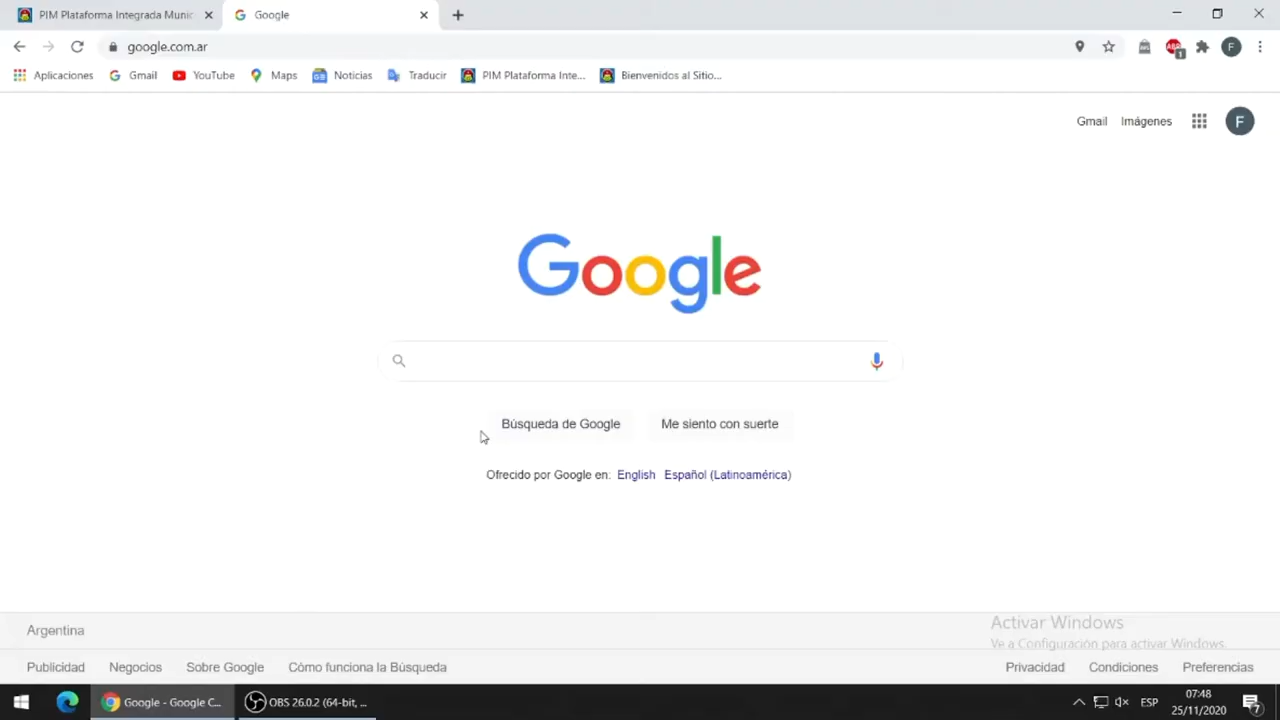 PIM Plataforma Integrada Munic
Google
google.com.ar
Aplicaciones
Gmail
YouTube
Maps
Noticias
Traducir
PIM Plataforma Inte...
Bienvenidos al Sitio...
F
Gmail
Imágenes
F
Google
Búsqueda de Google
Me siento con suerte
Ofrecido por Google en: English Español (Latinoamérica)
Argentina
Activar Windows
Ve a Configuración para activar Windows.
Publicidad
Negocios
Sobre Google
Cómo funciona la Búsqueda
Privacidad
Condiciones
Preferencias
Google - Google C...
OBS 26.0.2 (64-bit, ...
ESP
07:48
25/11/2020
7